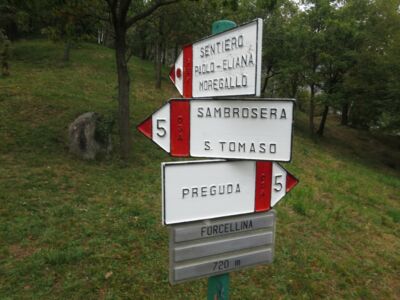 SENTIERO
PAOLO-ELIANA
MOREGALLO
5
SAMBROSERA
S. TOMASO
PREGUDA
5
FORCELLINA
720 m